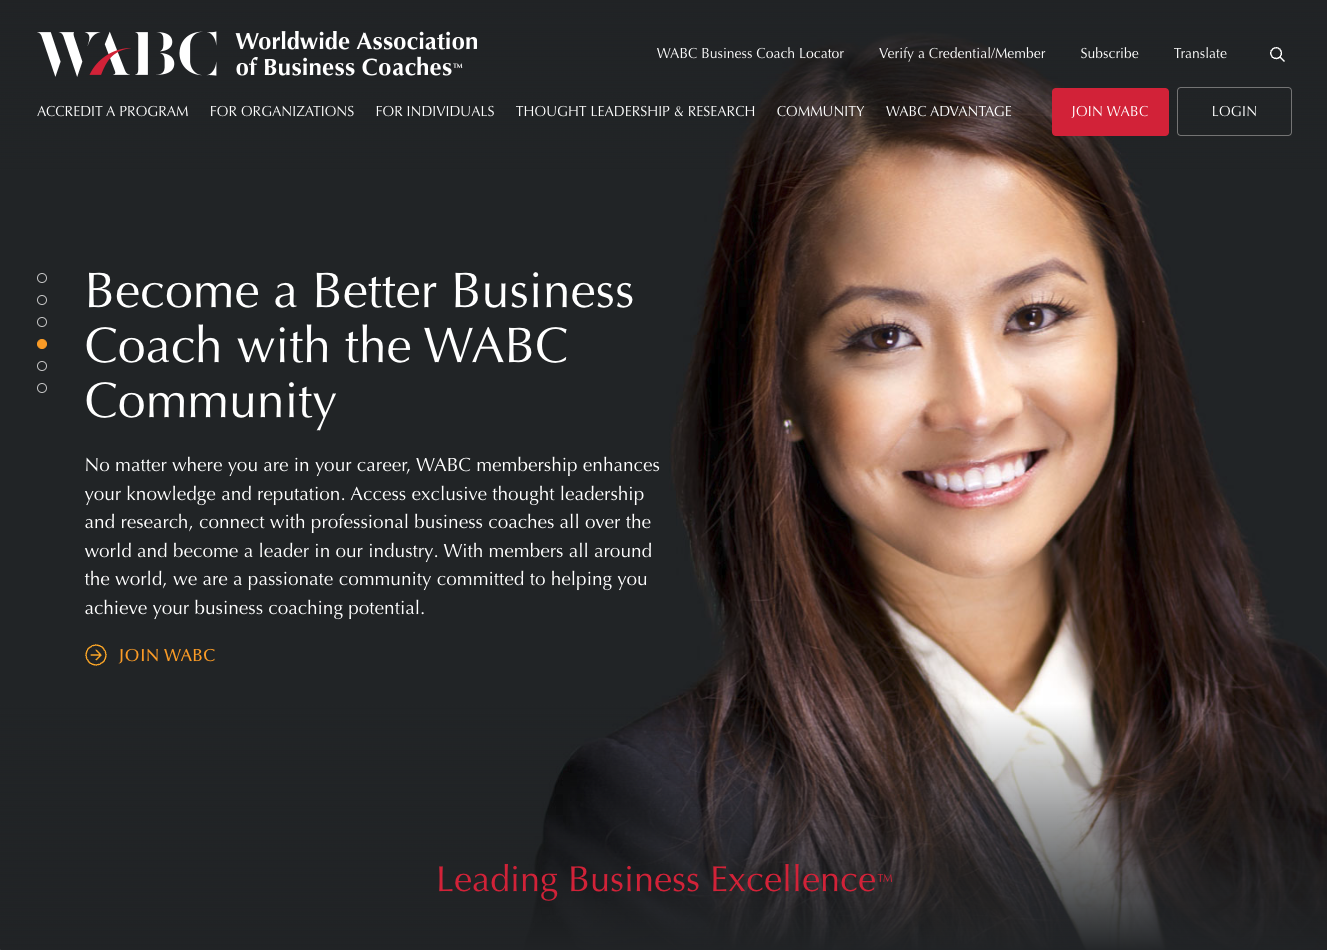 WABC
Worldwide Association
of Business Coaches™
WABC Business Coach Locator
Verify a Credential/Member
Subscribe
Translate
ACCREDIT A PROGRAM
FOR ORGANIZATIONS
FOR INDIVIDUALS
THOUGHT LEADERSHIP & RESEARCH
COMMUNITY
WABC ADVANTAGE
JOIN WABC
LOGIN
Become a Better Business
Coach with the WABC
Community
No matter where you are in your career, WABC membership enhances
your knowledge and reputation. Access exclusive thought leadership
and research, connect with professional business coaches all over the
world and become a leader in our industry. With members all around
the world, we are a passionate community committed to helping you
achieve your business coaching potential.
JOIN WABC
Leading Business Excellence™